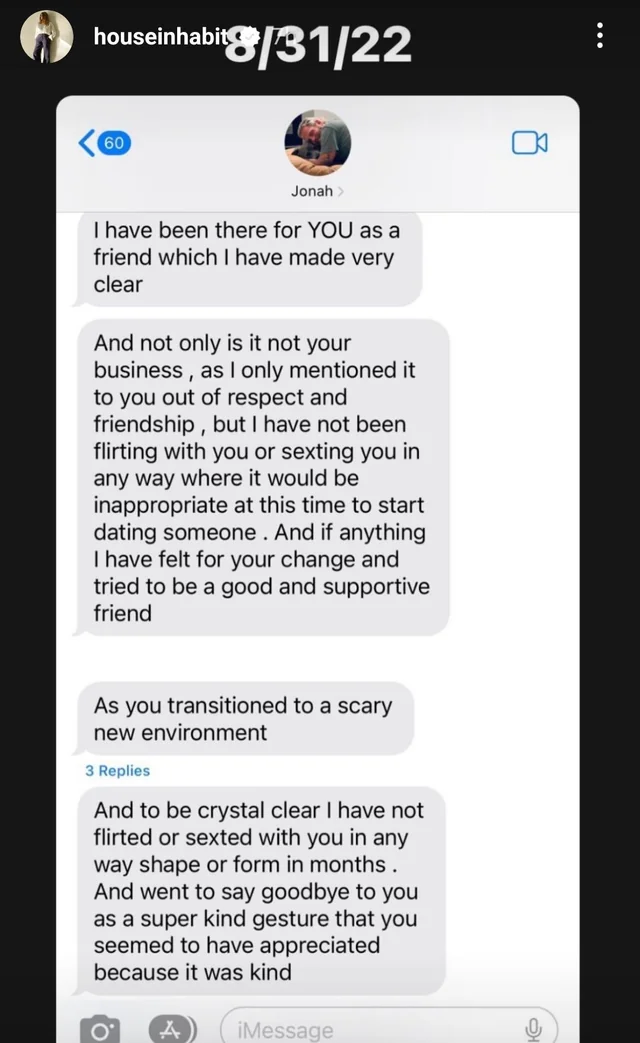 houseinhabit
8/31/22
60
Jonah
I have been there for YOU as a
friend which I have made very
clear
And not only is it not your
business , as I only mentioned it
to you out of respect and
friendship , but I have not been
flirting with you or sexting you in
any way where it would be
inappropriate at this time to start
dating someone . And if anything
I have felt for your change and
tried to be a good and supportive
friend
As you transitioned to a scary
new environment
3 Replies
And to be crystal clear I have not
flirted or sexted with you in any
way shape or form in months .
And went to say goodbye to you
as a super kind gesture that you
seemed to have appreciated
because it was kind
iMessage